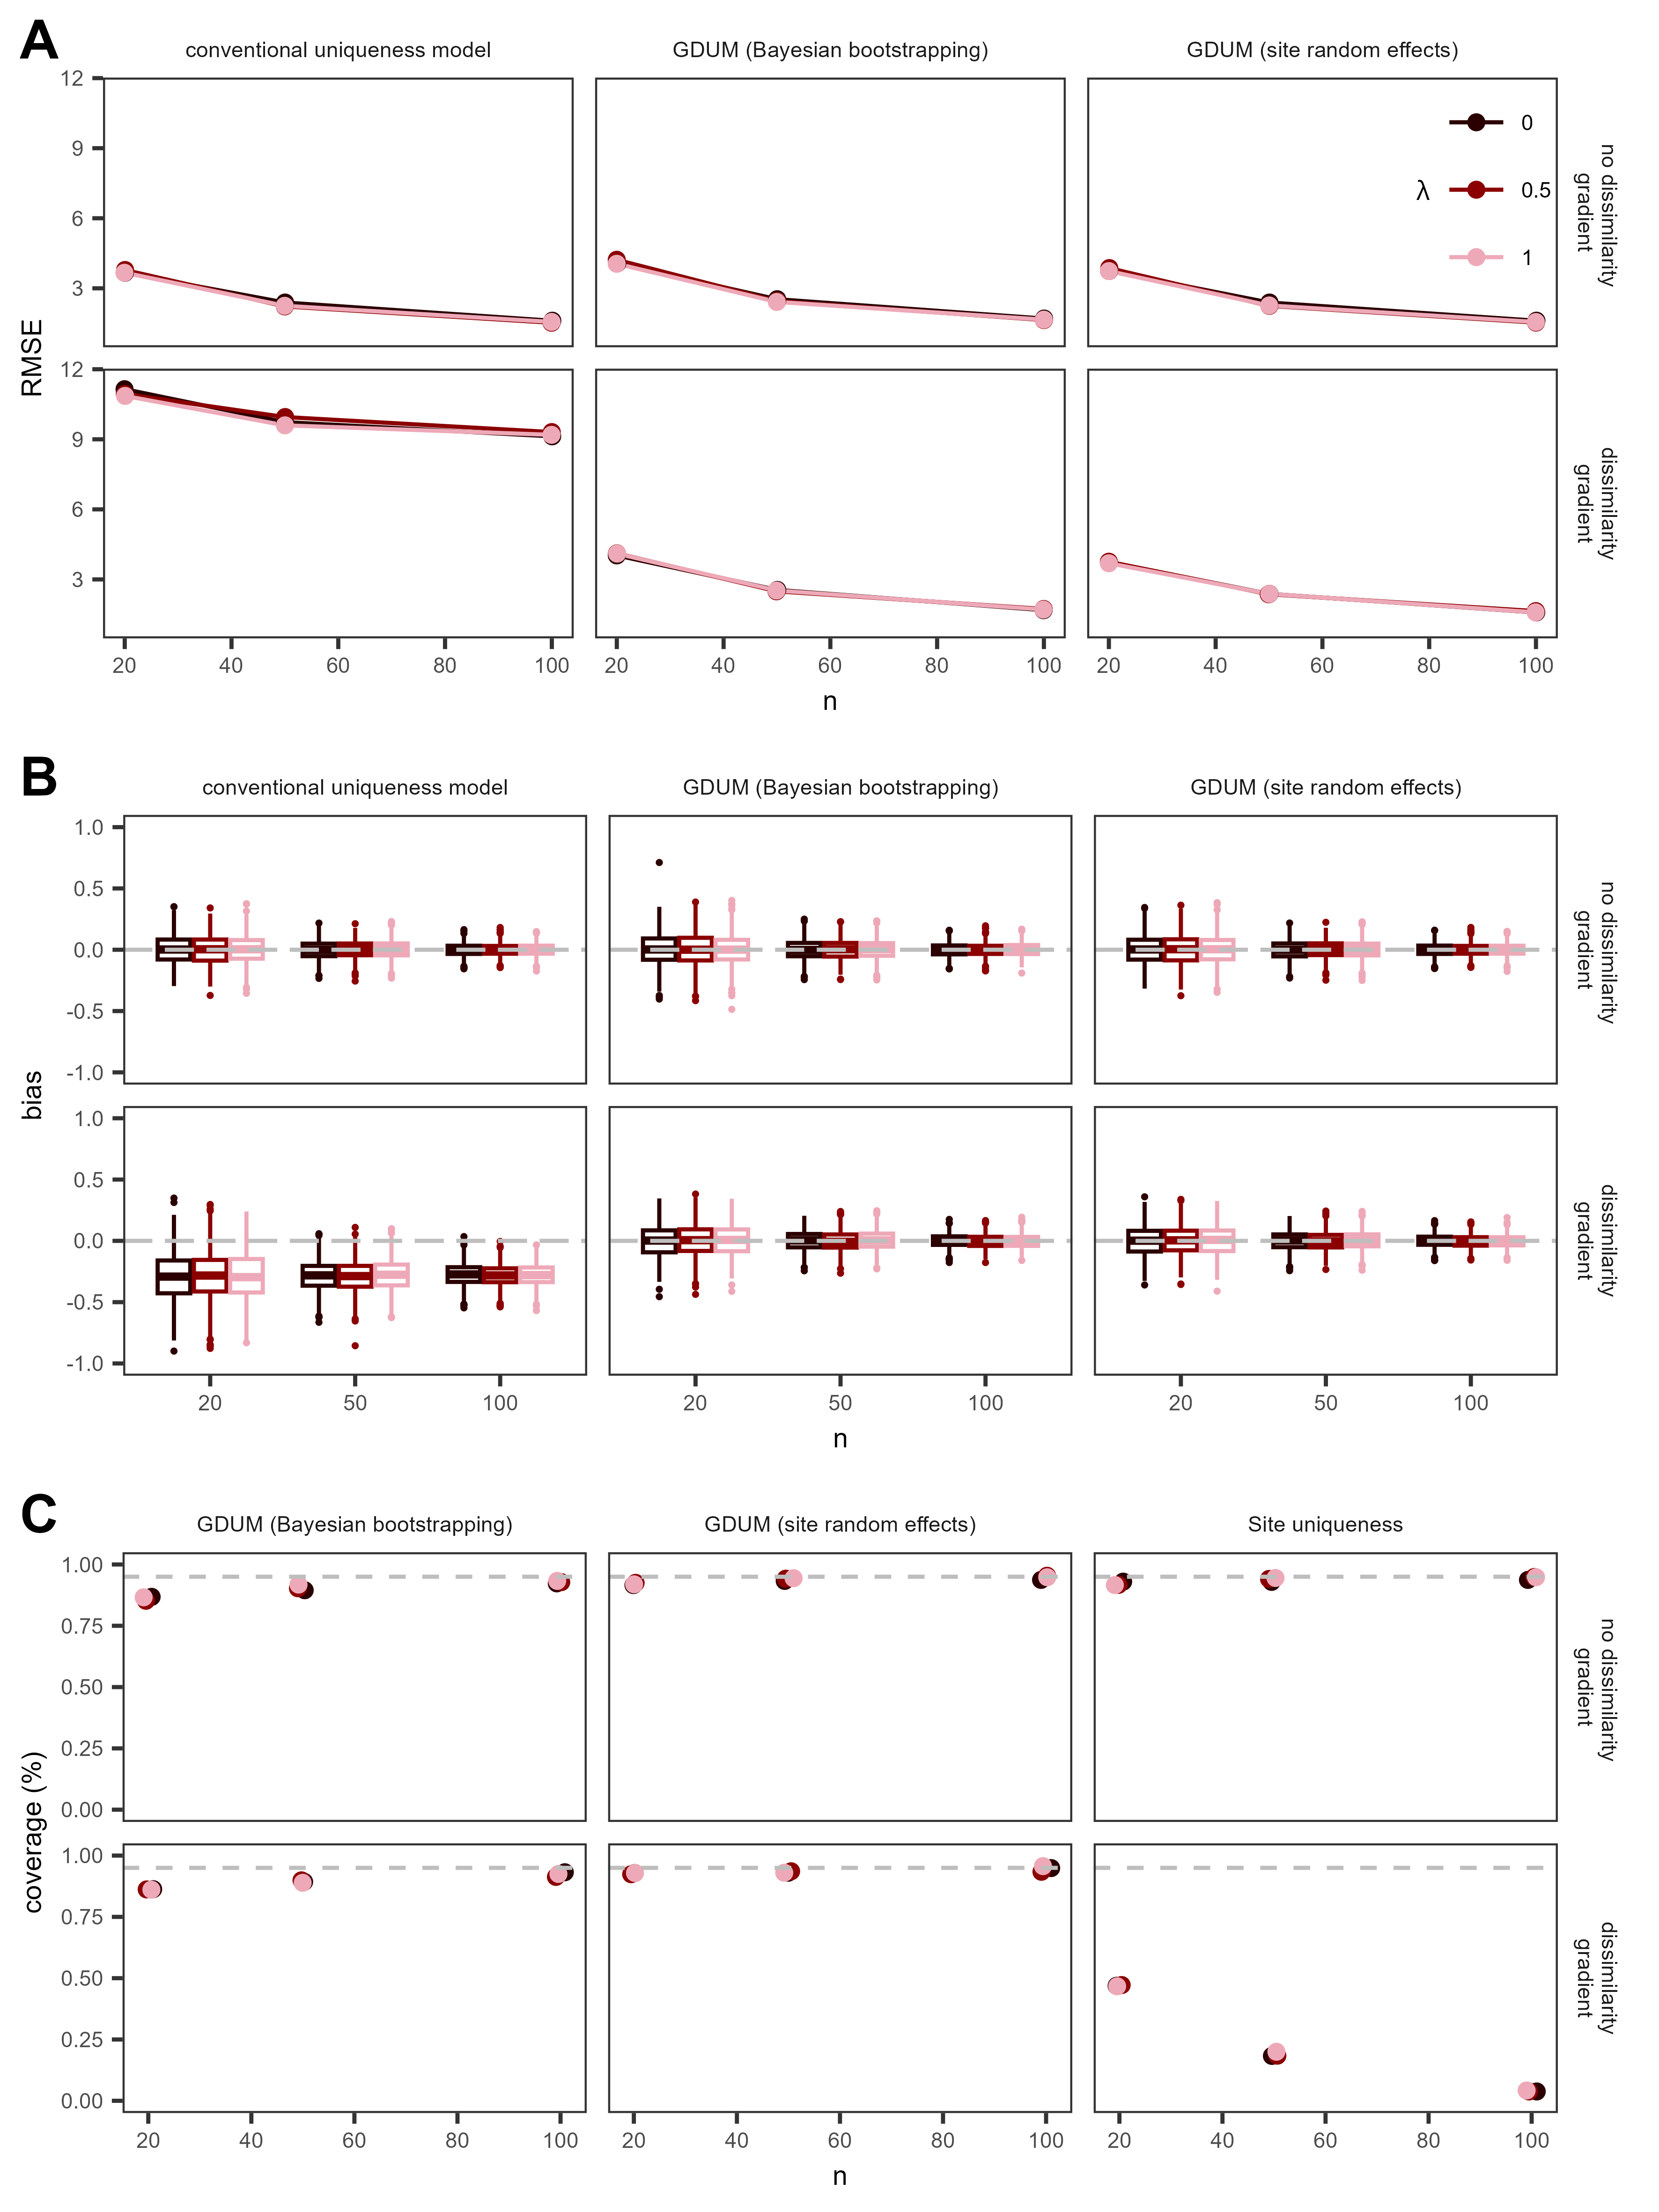 A
conventional uniqueness model
GDUM (Bayesian bootstrapping)
GDUM (site random effects)
12
9
6
3
λ
0
0.5
1
no dissimilarity
gradient
RMSE
12
9
6
3
dissimilarity
gradient
20 40 60 80 100
20 40 60 80 100
20 40 60 80 100
n
B
conventional uniqueness model
GDUM (Bayesian bootstrapping)
GDUM (site random effects)
1.0
0.5
0.0
-0.5
-1.0
no dissimilarity
gradient
bias
1.0
0.5
0.0
-0.5
-1.0
dissimilarity
gradient
20 50 100
20 50 100
20 50 100
n
C
GDUM (Bayesian bootstrapping)
GDUM (site random effects)
Site uniqueness
1.00
0.75
0.50
0.25
0.00
no dissimilarity
gradient
coverage (%)
1.00
0.75
0.50
0.25
0.00
dissimilarity
gradient
20 40 60 80 100
20 40 60 80 100
20 40 60 80 100
n